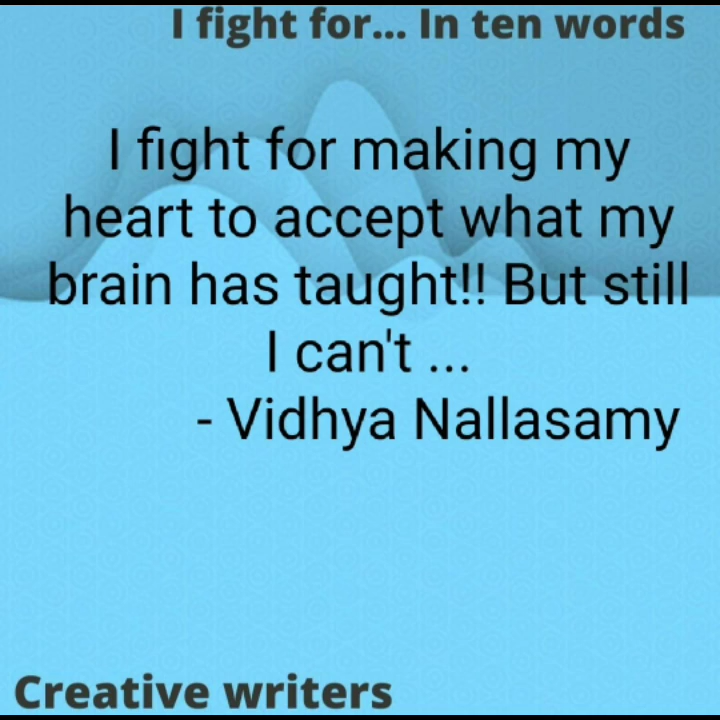 I fight for... In ten words
I fight for making my
heart to accept what my
brain has taught!! But still
I can't ...
- Vidhya Nallasamy
Creative writers